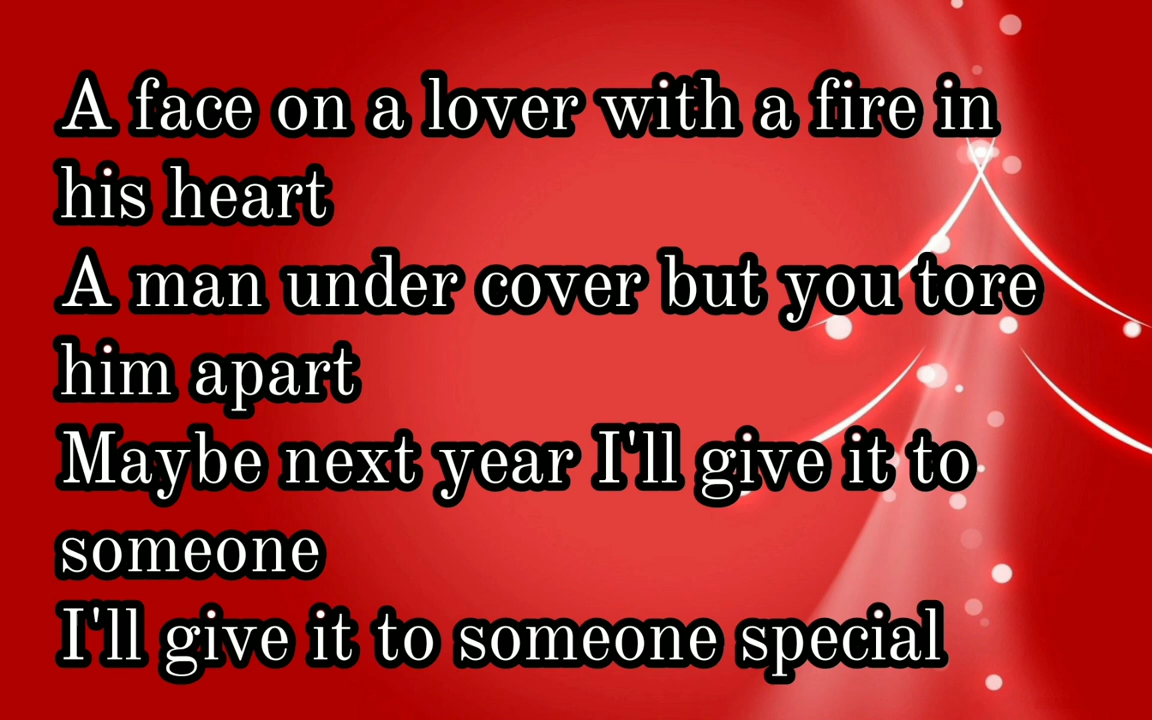 A face on a lover with a fire in
his heart
A man under cover but you tore
him apart
Maybe next year I'll give it to
someone
I'll give it to someone special